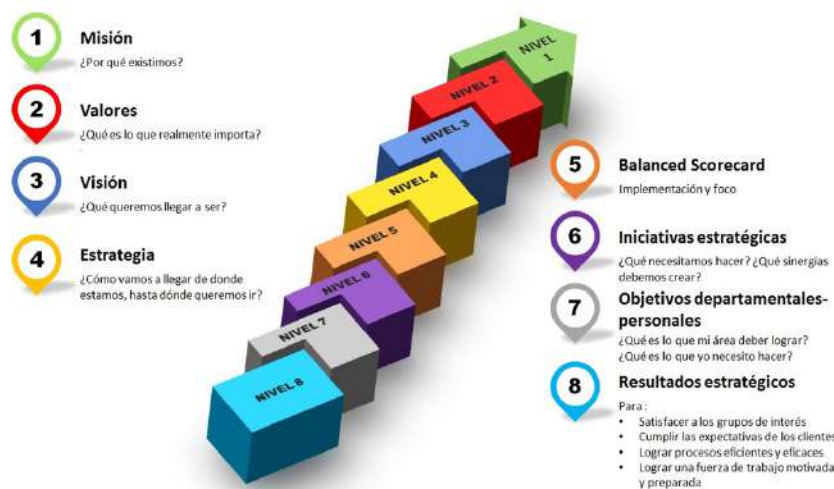 1
Misión
¿Por qué existimos?
2
Valores
¿Qué es lo que realmente importa?
3
Visión
¿Qué queremos llegar a ser?
4
Estrategia
¿Cómo vamos a llegar de donde
estamos, hasta dónde queremos ir?
NIVEL
1
NIVEL 2
NIVEL 3
NIVEL 4
NIVEL 5
NIVEL 6
NIVEL 7
NIVEL 8
5
Balanced Scorecard
Implementación y foco
6
Iniciativas estratégicas
¿Qué necesitamos hacer? ¿Qué sinergias
debemos crear?
7
Objetivos departamentales-
personales
¿Qué es lo que mi área deber lograr?
¿Qué es lo que yo necesito hacer?
8
Resultados estratégicos
Para :
• Satisfacer a los grupos de interés
• Cumplir las expectativas de los clientes
• Lograr procesos eficientes y eficaces
• Lograr una fuerza de trabajo motivada
y preparada